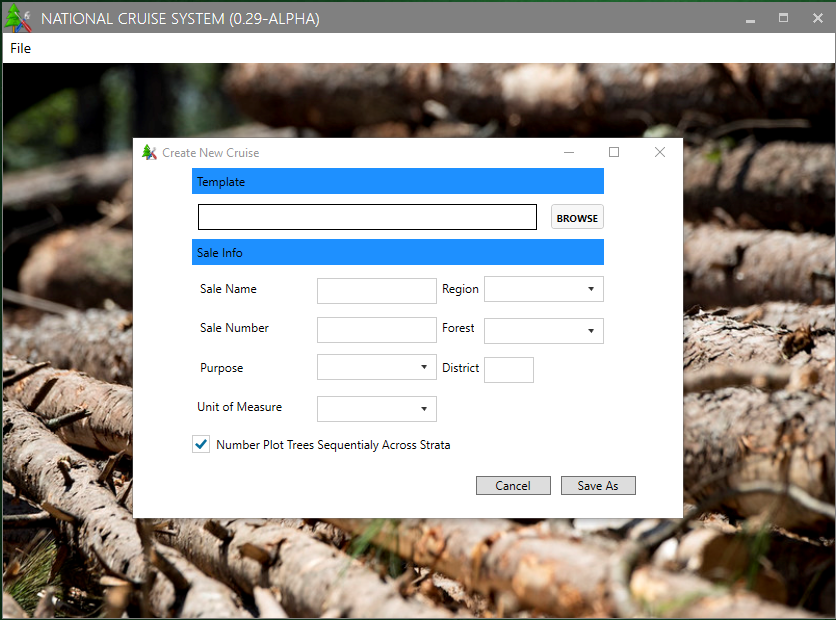 NATIONAL CRUISE SYSTEM (0.29-ALPHA)
File
Create New Cruise
Template
BROWSE
Sale Info
Sale Name
Region
Sale Number
Forest
Purpose
District
Unit of Measure
Number Plot Trees Sequentialy Across Strata
Cancel
Save As